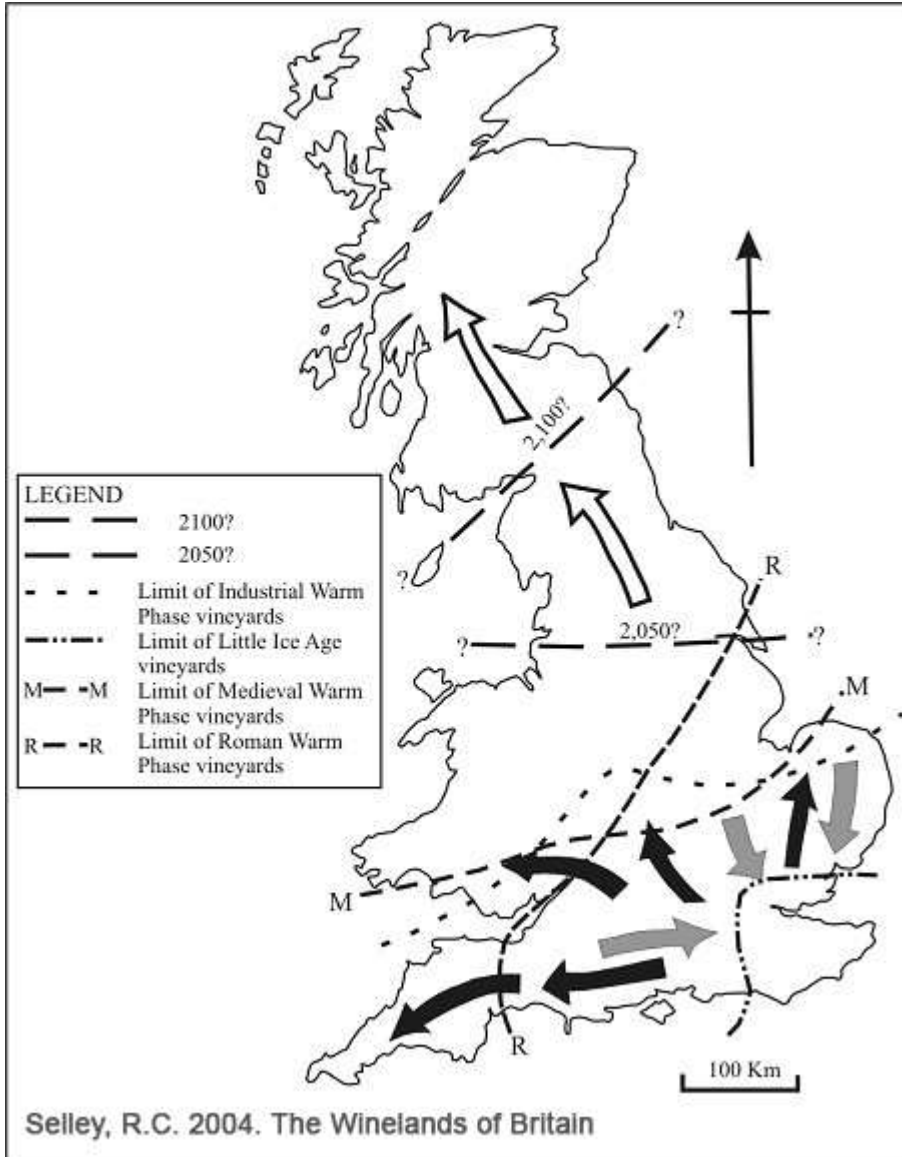 ?
2,100?
LEGEND
2100?
2050?
Limit of Industrial Warm
Phase vineyards
Limit of Little Ice Age
vineyards
M M Limit of Medieval Warm
Phase vineyards
R R Limit of Roman Warm
Phase vineyards
?
R
? 2,050? ?
M
M
R
100 Km
Selley, R.C. 2004. The Winelands of Britain